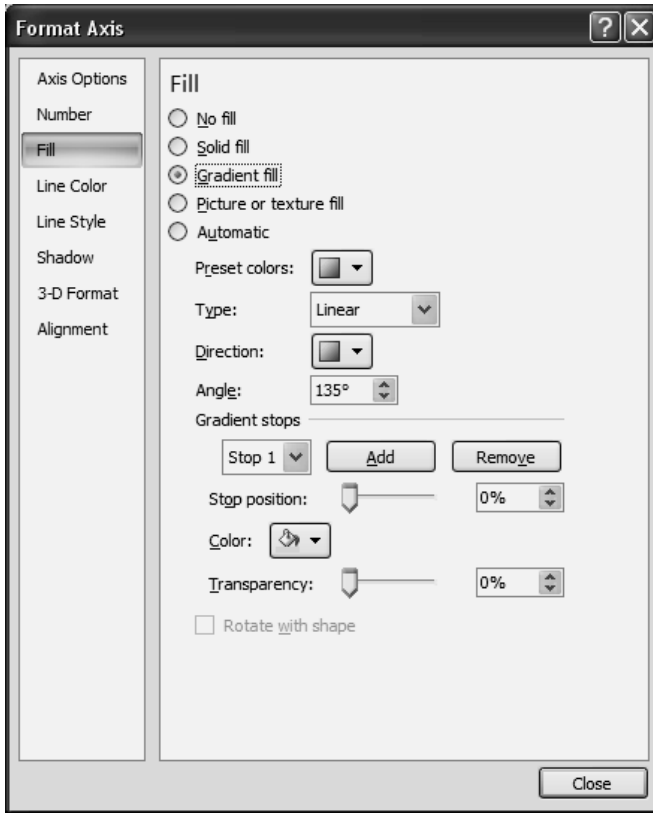 Format Axis
Axis Options
Number
Fill
Line Color
Line Style
Shadow
3-D Format
Alignment
Fill
No fill
Solid fill
Gradient fill
Picture or texture fill
Automatic
Preset colors:
Type: Linear
Direction:
Angle: 135°
Gradient stops
Stop 1 Add Remove
Stop position: 0%
Color:
Transparency: 0%
Rotate with shape
Close